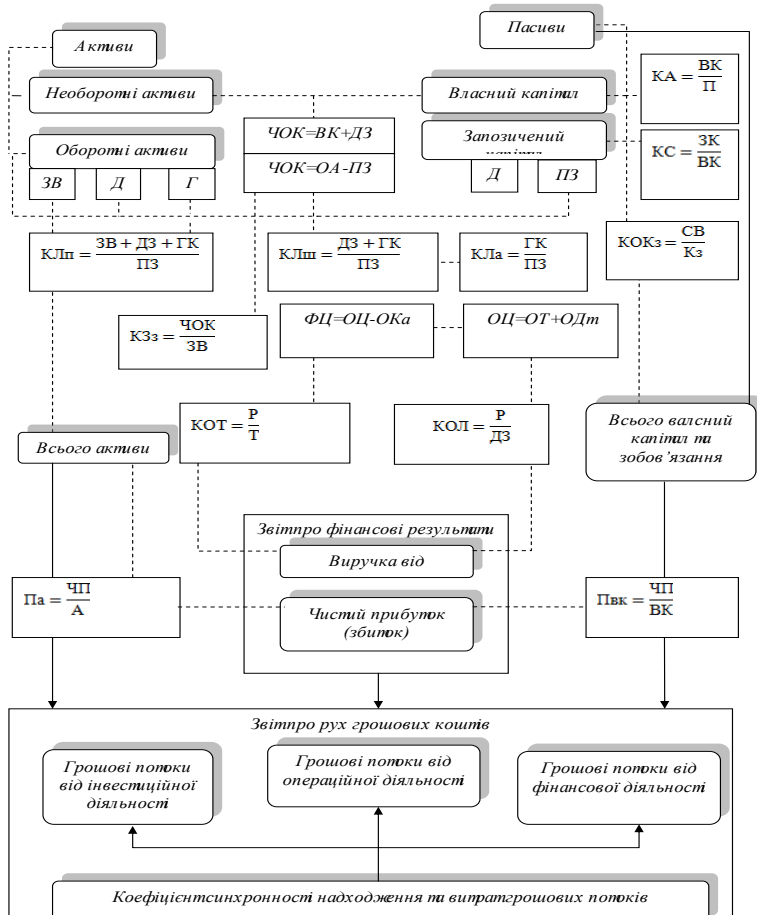 Активи
Пасиви
Необоротні активи
Власний капітал
КА = ВК/П
ЧОК=ВК+ДЗ
Запозичений
Оборотні активи
ЧОК=ОА-ПЗ
КС = ЗК/ВК
ЗВ
Д
Г
Д
ПЗ
КЛп = ЗВ + ДЗ + ГК/ПЗ
КЛш = ДЗ + ГК/ПЗ
КЛа = ГК/ПЗ
КОКз = СВ/Кз
КЗз = ЧОК/ЗВ
ФЦ=ОЦ-ОКа
ОЦ=ОТ+ОДт
КОТ = Р/Т
КОЛ = Р/ДЗ
Всього валсний
капітал та
зобов’язання
Всього активи
Звітпро фінансові результати
Виручка від
Па = ЧП/А
Чистий прибуток
(збиток)
Пвк = ЧП/ВК
Звітпро рух грошових коштів
Грошові потоки
від інвестиційної
діяльності
Грошові потоки від
операційної діяльності
Грошові потоки від
фінансової діяльності
Коефіцієнтсинхронності надходження та витратгрошових потоків